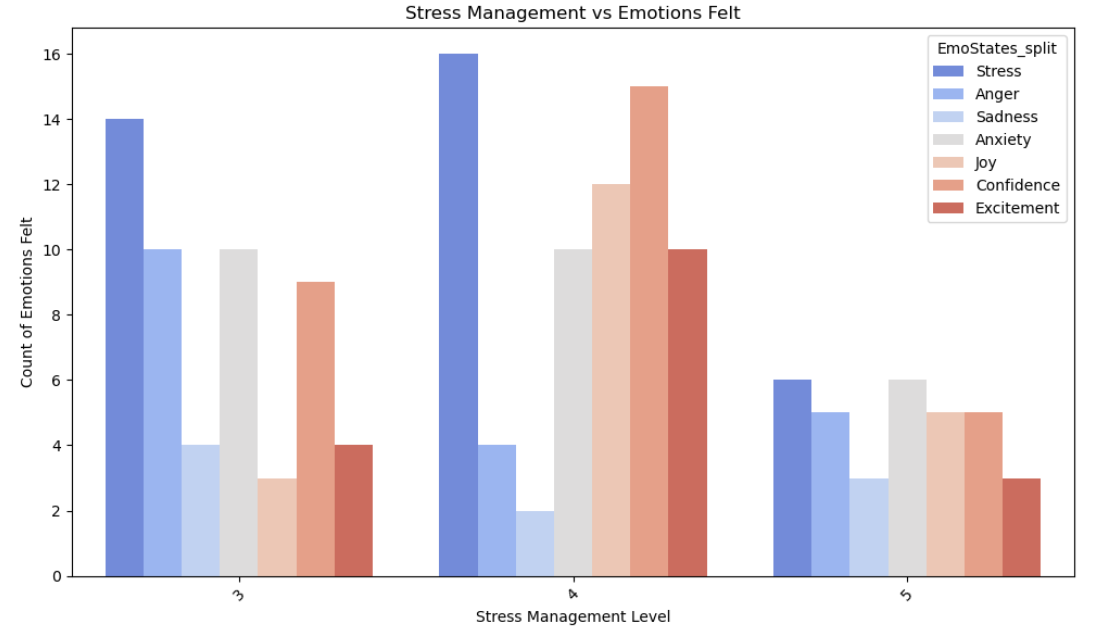 Stress Management vs Emotions Felt
EmoStates_split
Stress
Anger
Sadness
Anxiety
Joy
Confidence
Excitement
Count of Emotions Felt
16
14
12
10
8
6
4
2
0
3
4
5
Stress Management Level